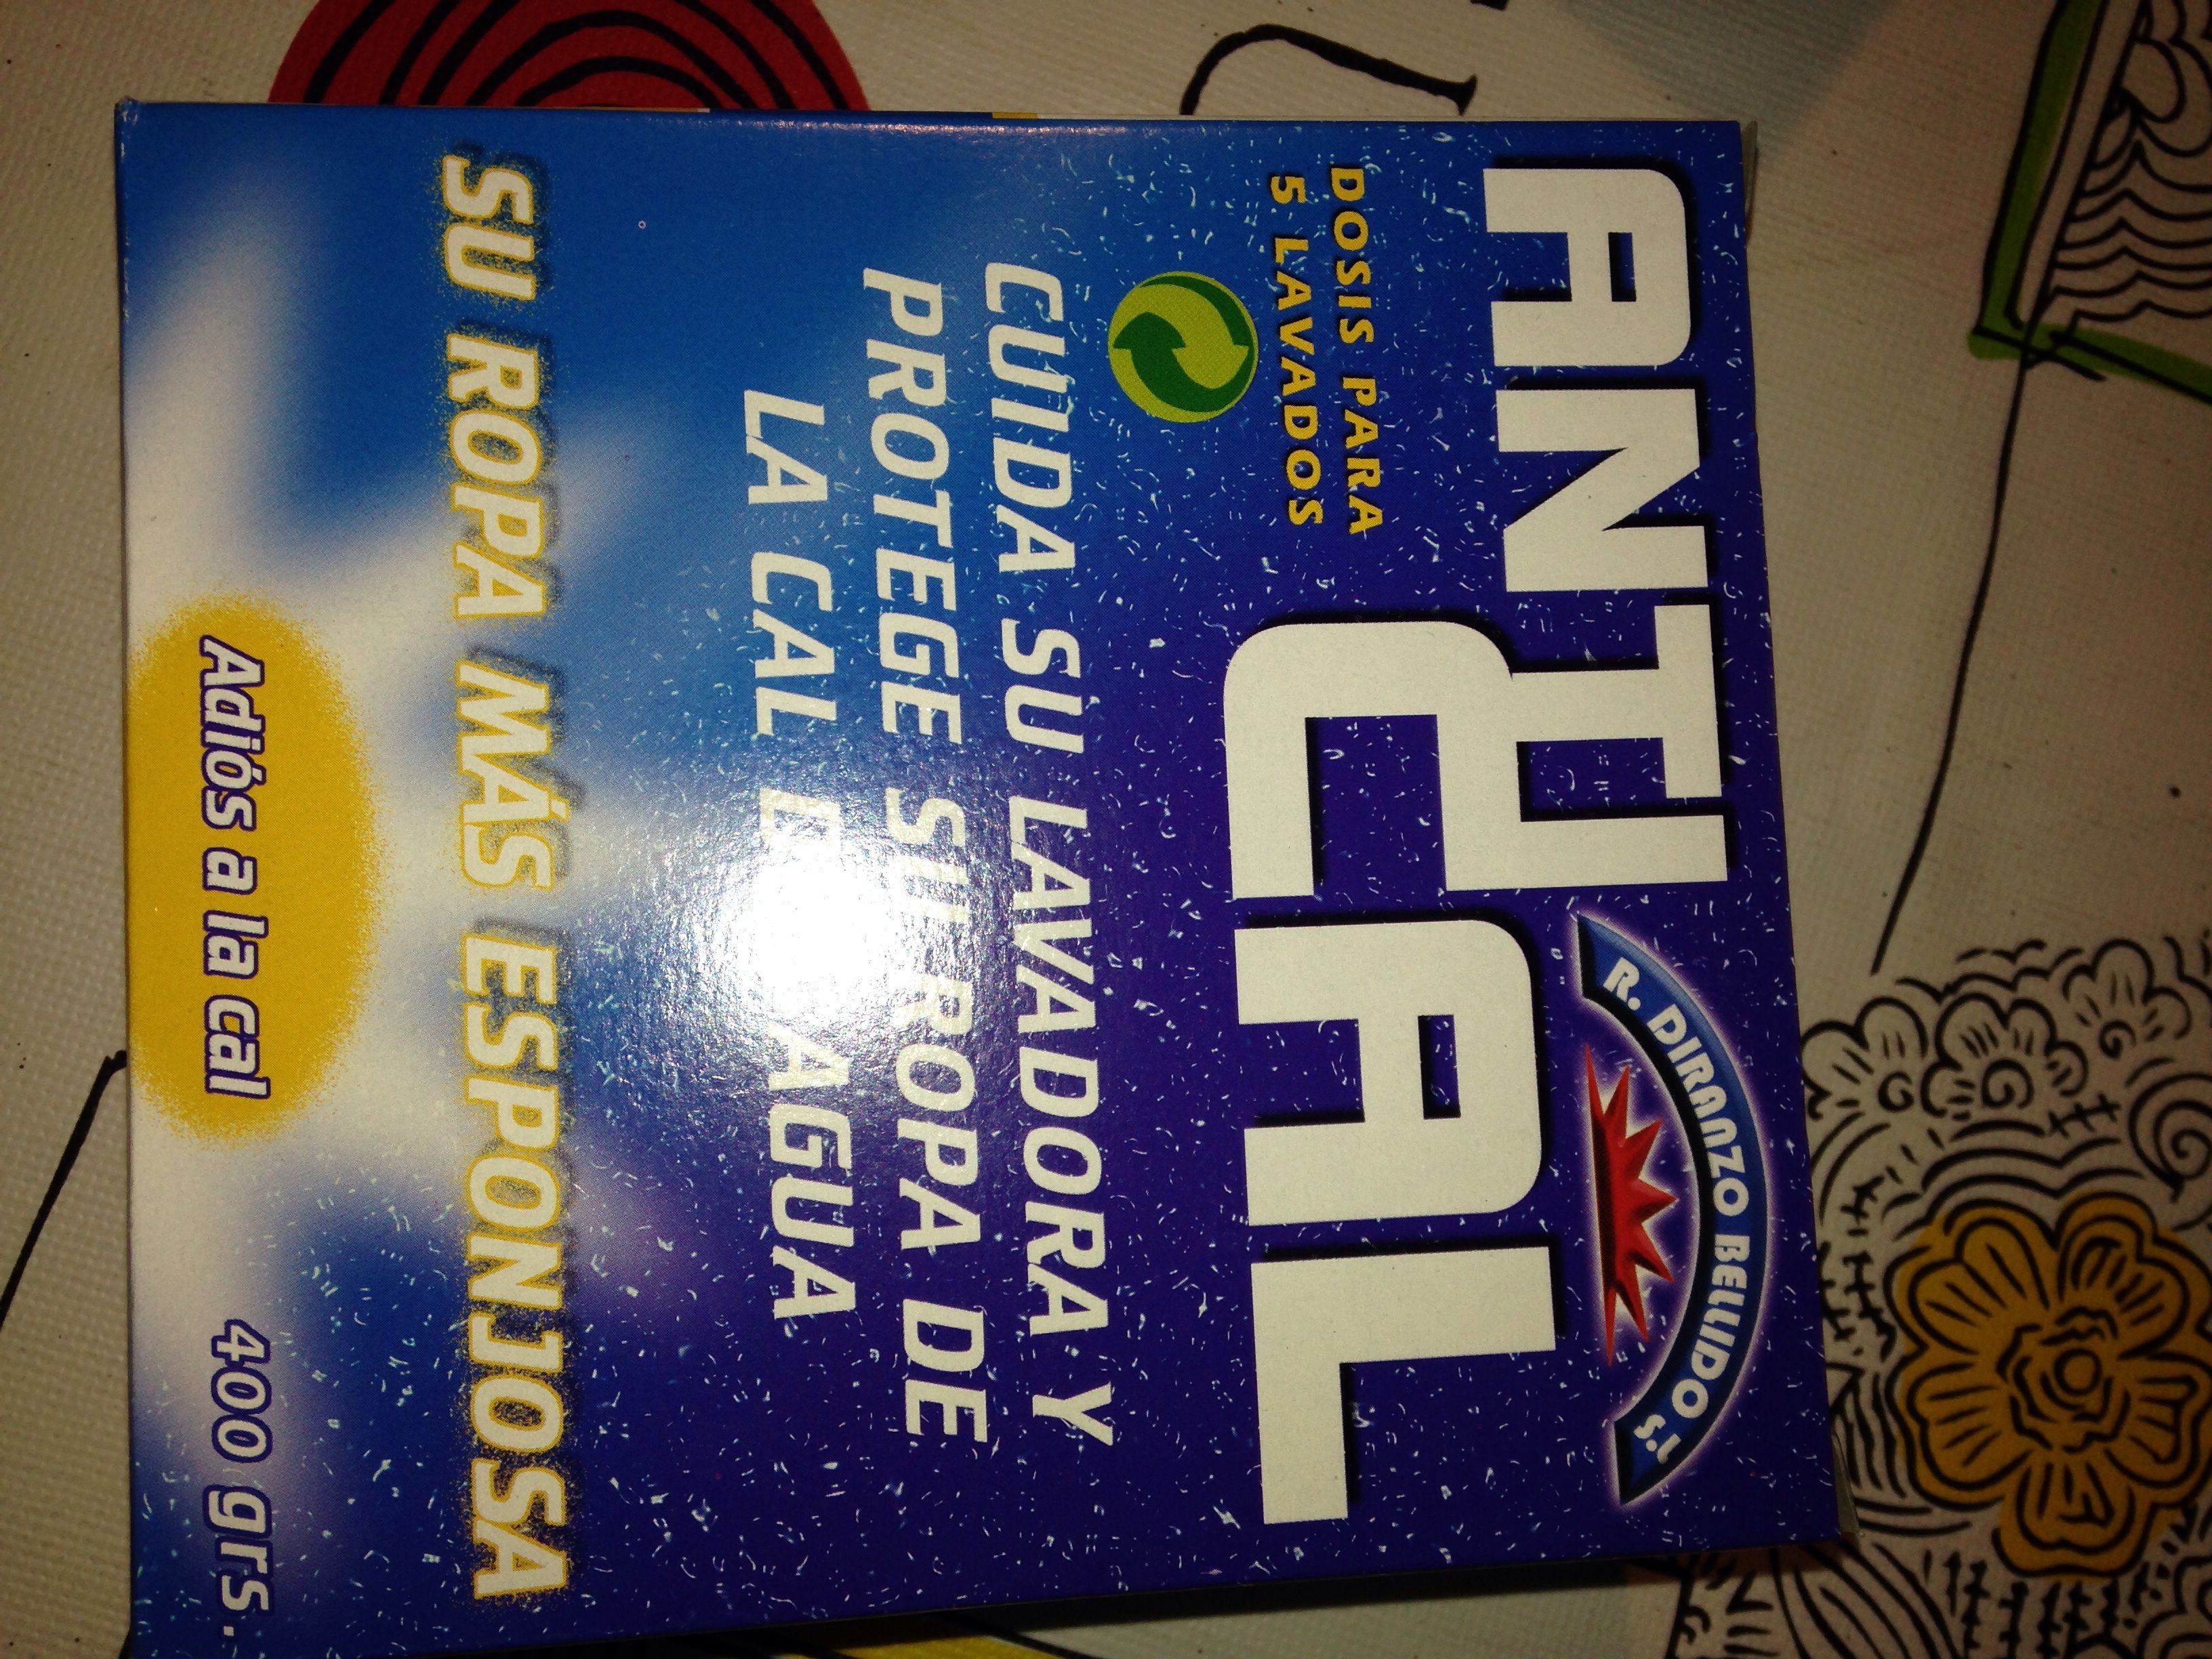 R. DIRANZO BELLIDO S.L.
ANTI
CAL
DOSIS PARA
5 LAVADOS
CUIDA SU LAVADORA Y
PROTEGE SU ROPA DE
LA CAL AGUA
SU ROPA MÁS ESPONJOSA
Adiós a la cal
400 grs.